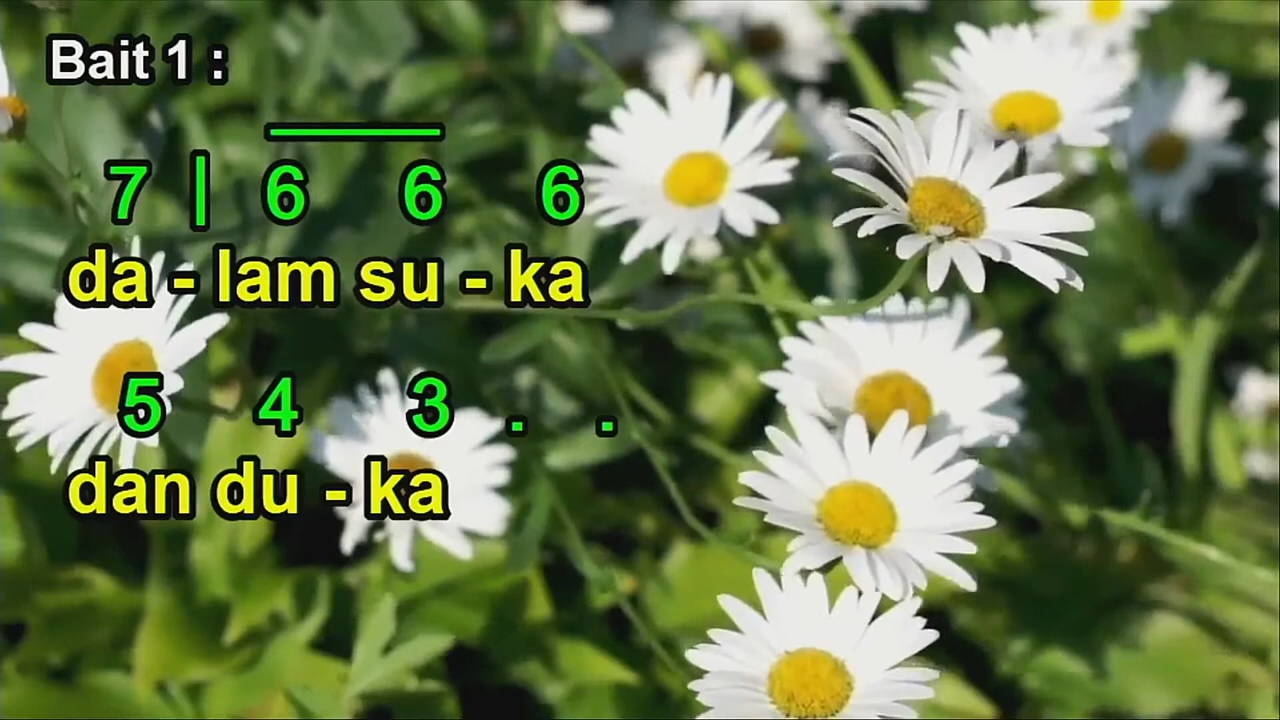 Bait 1 :
7 | 6 6 6
da - lam su - ka
5 4 3 . .
dan du - ka